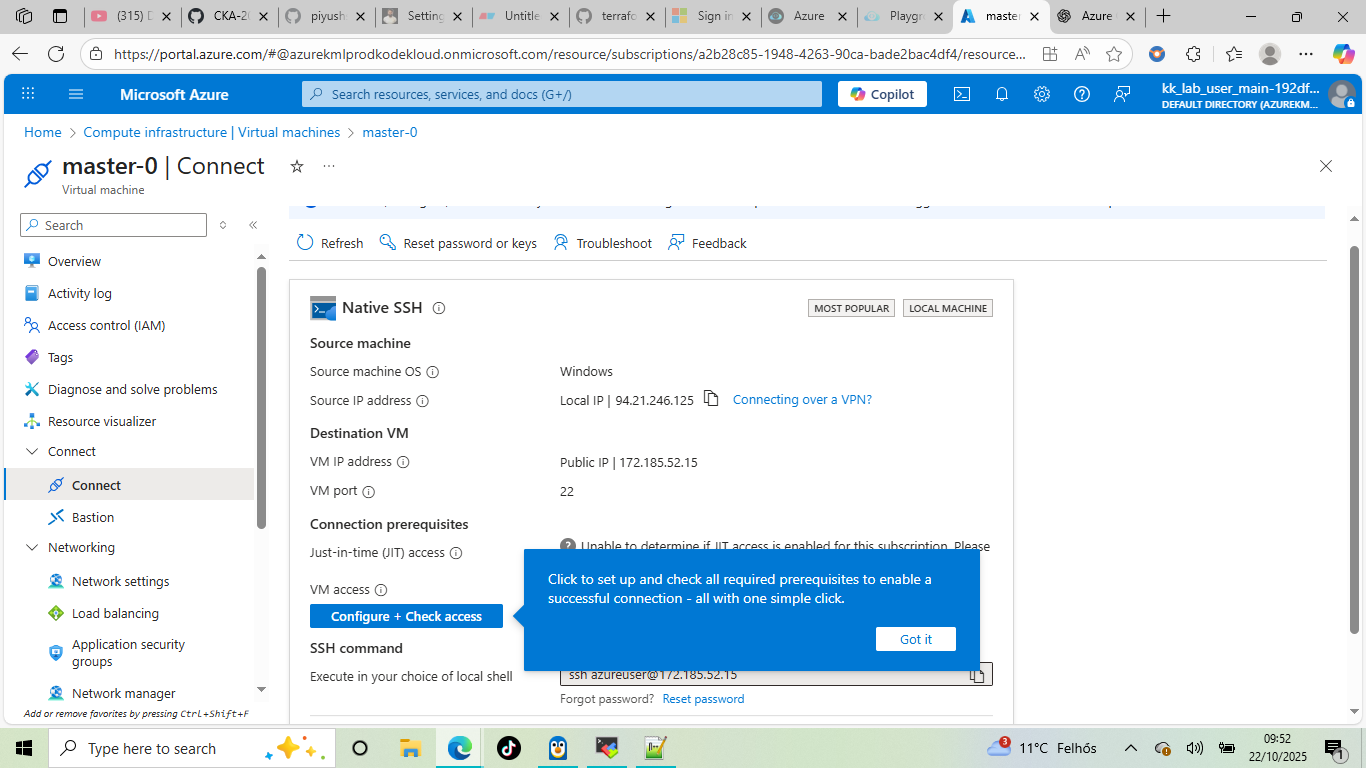 (315) D
CKA-20
piyushs
Setting
Untitle
terrafo
Sign in
Azure
Playgr
master
Azure
https://portal.azure.com/#@azurekmlprodkodekloud.onmicrosoft.com/resource/subscriptions/a2b28c85-1948-4263-90ca-bade2bac4df4/resource...
Microsoft Azure
Search resources, services, and docs (G+/)
Copilot
kk_lab_user_main-192df...
DEFAULT DIRECTORY (AZUREKM...
Home > Compute infrastructure | Virtual machines > master-0
master-0 | Connect
Virtual machine
Search
Refresh
Reset password or keys
Troubleshoot
Feedback
Overview
Activity log
Access control (IAM)
Tags
Diagnose and solve problems
Resource visualizer
Connect
Connect
Bastion
Networking
Network settings
Load balancing
Application security
groups
Network manager
Add or remove favorites by pressing Ctrl+Shift+F
Native SSH
MOST POPULAR
LOCAL MACHINE
Source machine
Source machine OS
Windows
Source IP address
Local IP | 94.21.246.125
Connecting over a VPN?
Destination VM
VM IP address
Public IP | 172.185.52.15
VM port
22
Connection prerequisites
Just-in-time (JIT) access
Unable to determine if JIT access is enabled for this subscription. Please
VM access
Configure + Check access
Click to set up and check all required prerequisites to enable a
successful connection - all with one simple click.
Got it
SSH command
Execute in your choice of local shell
ssh azureuser@172.185.52.15
Forgot password? Reset password
Type here to search
3
11°C Felhős
09:52
22/10/2025
1